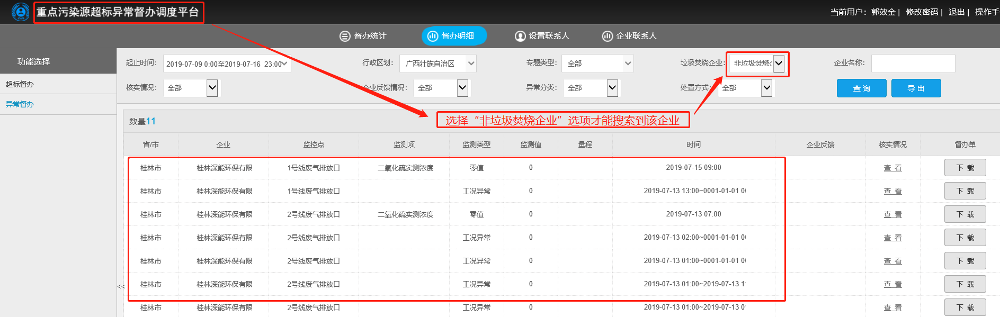 重点污染源超标异常督办调度平台
当前用户：郭效金 | 修改密码 | 退出 | 操作手
督办统计 督办明细 设置联系人 企业联系人
功能选择
超标督办
异常督办
起止时间： 2019-07-09 0:00至2019-07-16 23:00 行政区划： 广西壮族自治区 专题类型： 全部 垃圾焚烧企业： 非垃圾焚烧 企业名称：
核实情况： 全部 企业反馈情况： 全部 异常分类： 全部 处置方式： 全部 查 询 导 出
数量11
选择“非垃圾焚烧企业”选项才能搜索到该企业
省/市 企业 监控点 监测项 监测类型 监测值 量程 时间 企业反馈 核实情况 督办单
桂林市 桂林深能环保有限 1号线废气排放口 二氧化硫实测浓度 零值 0 2019-07-15 09:00 查 看 下 载
桂林市 桂林深能环保有限 1号线废气排放口 工况异常 0 2019-07-13 13:00~0001-01-01 0 查 看 下 载
桂林市 桂林深能环保有限 2号线废气排放口 二氧化硫实测浓度 零值 0 2019-07-13 07:00 查 看 下 载
桂林市 桂林深能环保有限 2号线废气排放口 工况异常 0 2019-07-13 02:00~0001-01-01 0 查 看 下 载
桂林市 桂林深能环保有限 2号线废气排放口 工况异常 0 2019-07-13 01:00~0001-01-01 0 查 看 下 载
桂林市 桂林深能环保有限 2号线废气排放口 工况异常 0 2019-07-13 01:00~2019-07-13 1 查 看 下 载
桂林市 桂林深能环保有限 2号线废气排放口 工况异常 0 2019-07-13 01:00~2019-07-13 0 查 看 下 载
<<